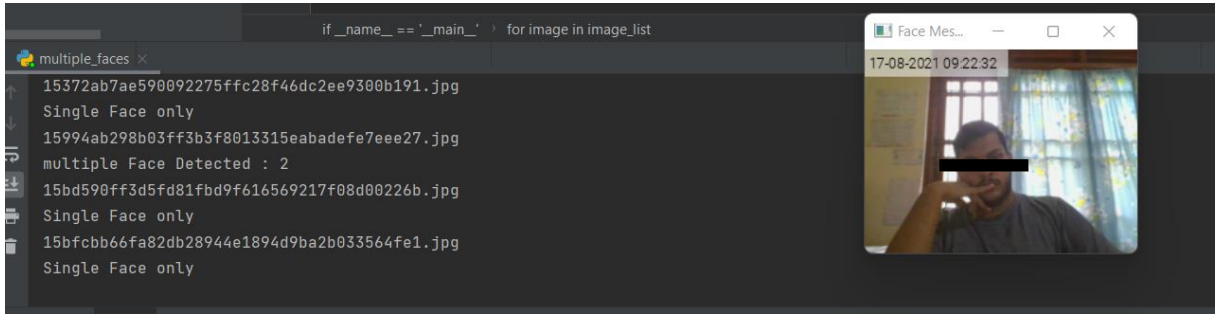 if __name__ == '__main__' › for image in image_list
multiple_faces ×
15372ab7ae590092275ffc28f46dc2ee9300b191.jpg
Single Face only
15994ab298b03ff3b3f8013315eabadefe7eee27.jpg
multiple Face Detected : 2
15bd590ff3d5fd81fbd9f616569217f08d00226b.jpg
Single Face only
15bfcbb66fa82db28944e1894d9ba2b033564fe1.jpg
Single Face only
Face Mes...
17-08-2021 09:22:32